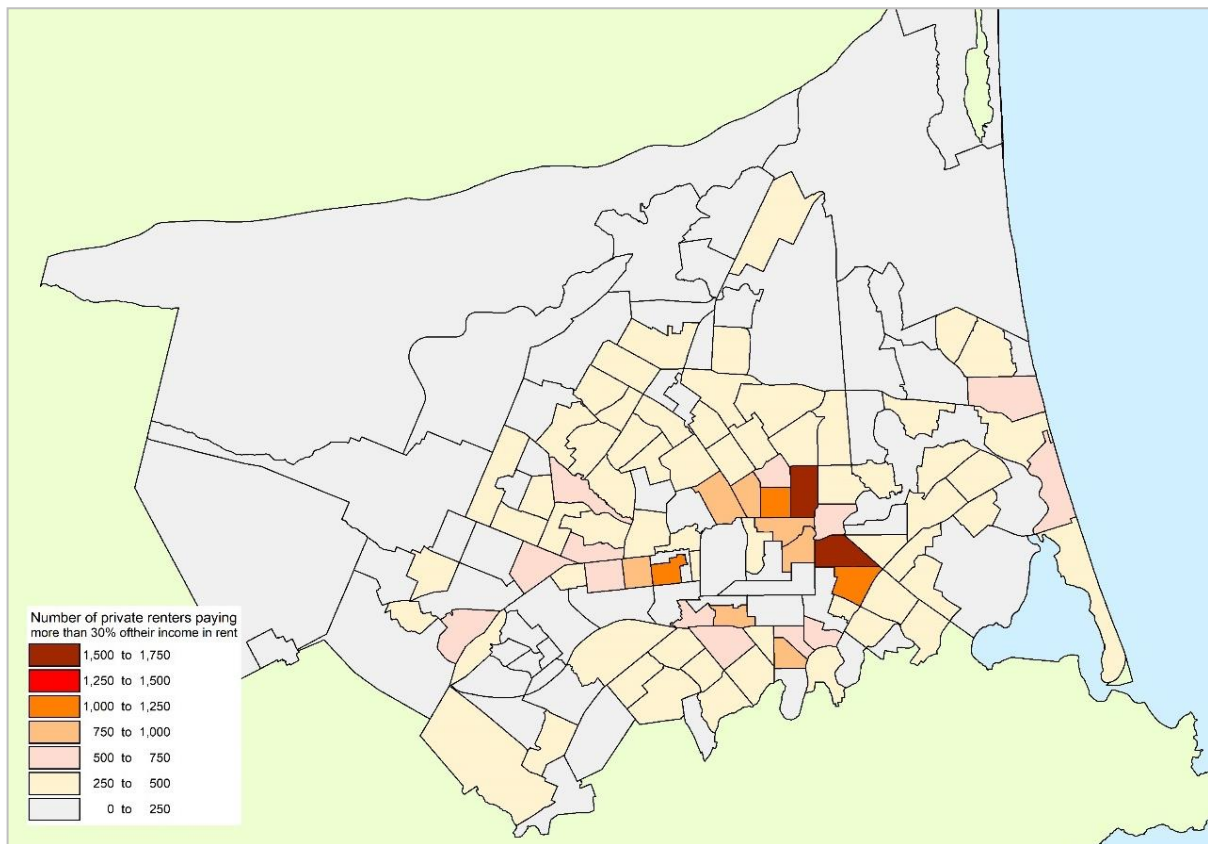 Number of private renters paying
more than 30% oftheir income in rent
1,500 to 1,750
1,250 to 1,500
1,000 to 1,250
750 to 1,000
500 to 750
250 to 500
0 to 250